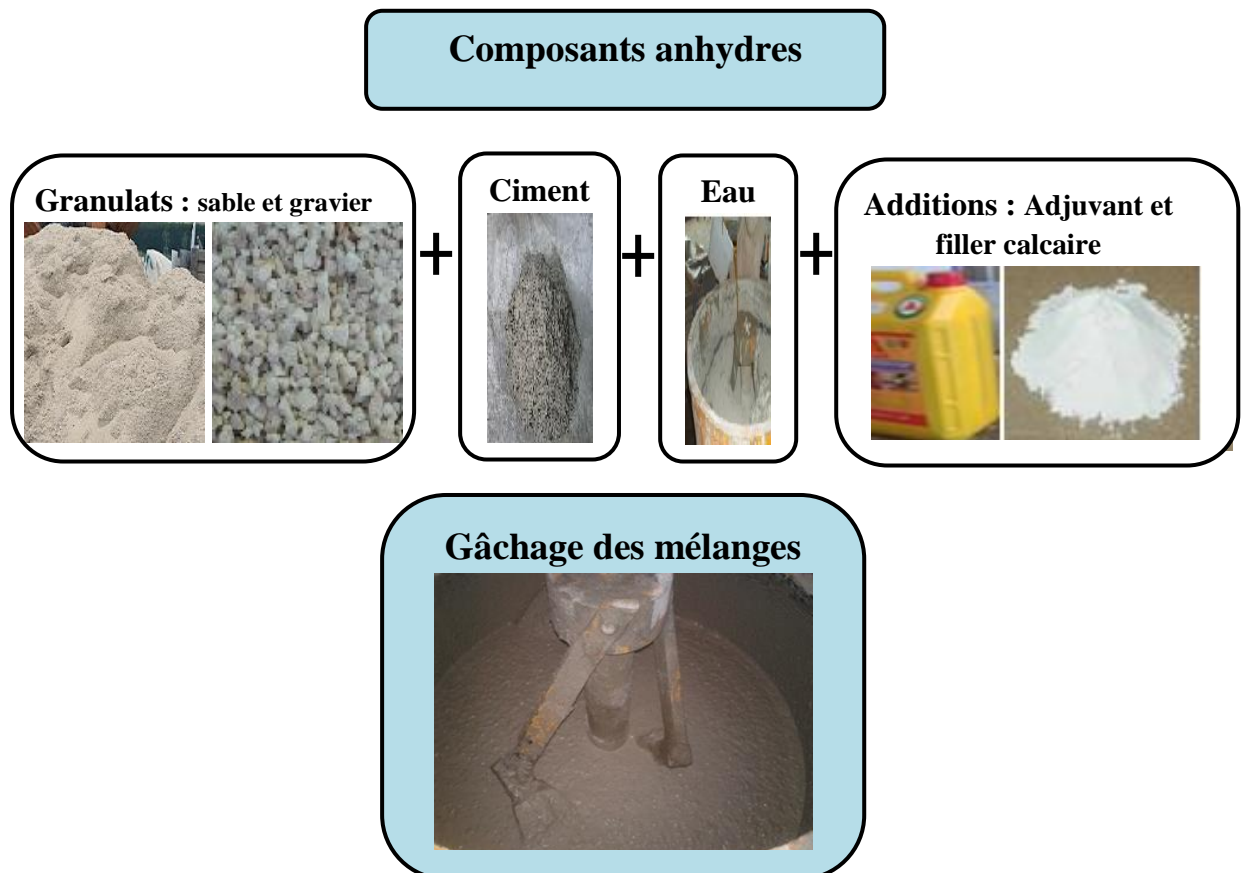 Composants anhydres
Granulats : sable et gravier
+
Ciment
+
Eau
+
Additions : Adjuvant et
filler calcaire
Gâchage des mélanges